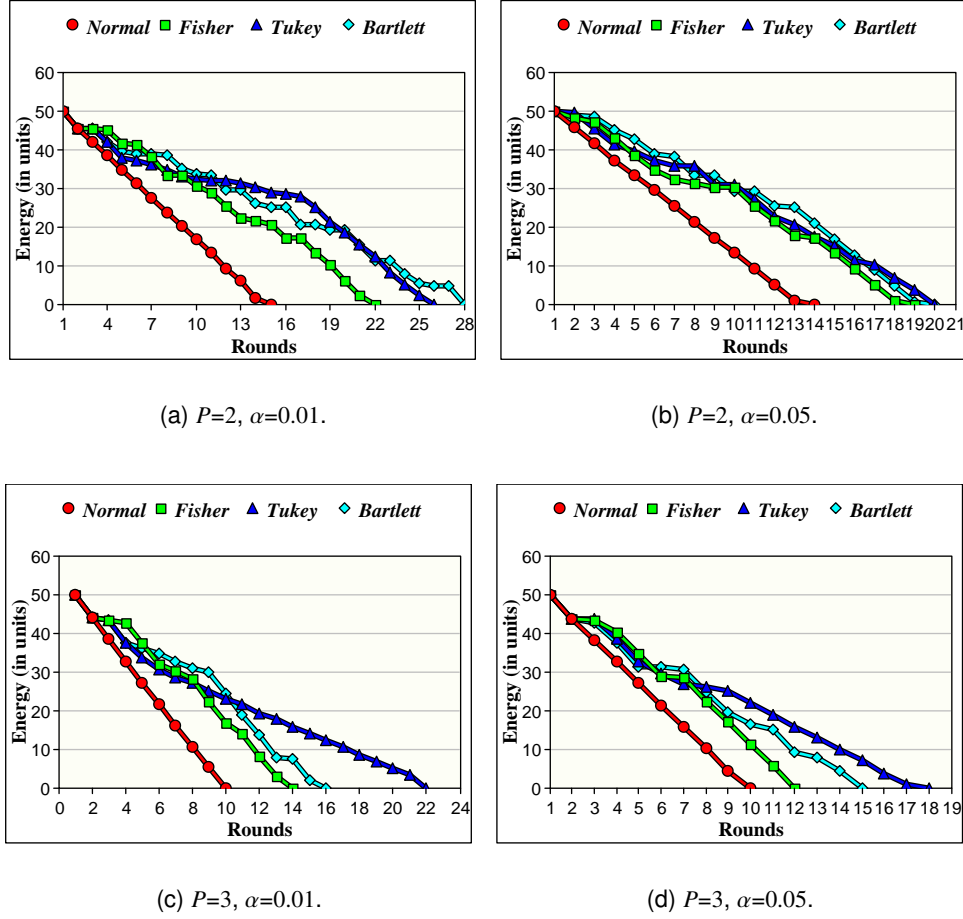 Normal Fisher Tukey Bartlett
60
50
40
30
20
10
0
Energy (in units)
1 4 7 10 13 16 19 22 25 28
Rounds
(a) P=2, α=0.01.
Normal Fisher Tukey Bartlett
60
50
40
30
20
10
0
Energy (in units)
1 2 3 4 5 6 7 8 9 10 11 12 13 14 15 16 17 18 19 20 21
Rounds
(b) P=2, α=0.05.
Normal Fisher Tukey Bartlett
60
50
40
30
20
10
0
Energy (in units)
0 2 4 6 8 10 12 14 16 18 20 22 24
Rounds
(c) P=3, α=0.01.
Normal Fisher Tukey Bartlett
60
50
40
30
20
10
0
Energy (in units)
1 2 3 4 5 6 7 8 9 10 11 12 13 14 15 16 17 18 19
Rounds
(d) P=3, α=0.05.